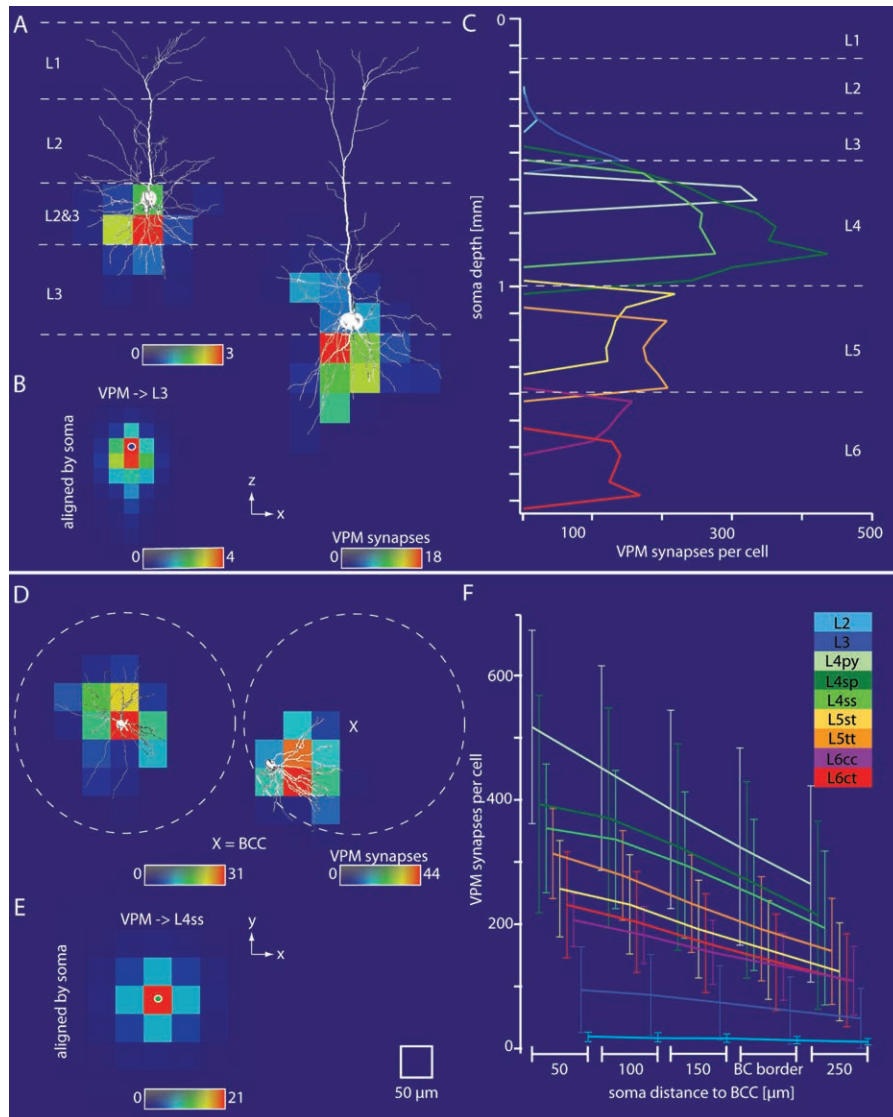 A
L1
L2
L2&3
L3
0 3
B
VPM -> L3
aligned by soma
z
x
0 4
VPM synapses
0 18
C
0
1
soma depth [mm]
L1
L2
L3
L4
L5
L6
100 300 500
VPM synapses per cell
D
X
X = BCC
0 31
VPM synapses
0 44
E
VPM -> L4ss
aligned by soma
y
x
0 21
50 µm
F
600
400
200
0
VPM synapses per cell
L2
L3
L4py
L4sp
L4ss
L5st
L5tt
L6cc
L6ct
50 100 150 BC border 250
soma distance to BCC [µm]